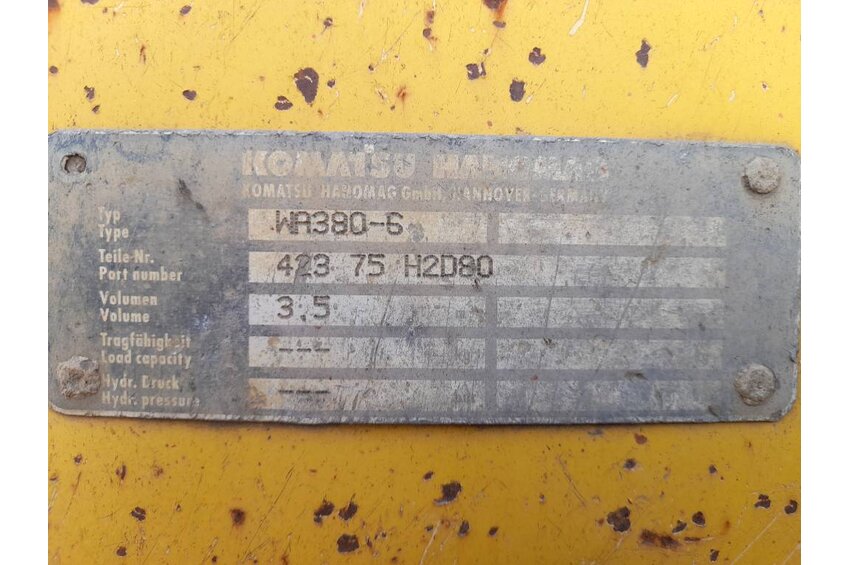 KOMATSU HANOMAG
KOMATSU HANOMAG GmbH, HANNOVER-GERMANY
Typ
Type
WA380-6
Teile-Nr.
Part number
423 75 H2D80
Volumen
Volume
3.5
Tragfähigkeit
Load capacity
---
Hydr. Druck
Hydr. pressure
---